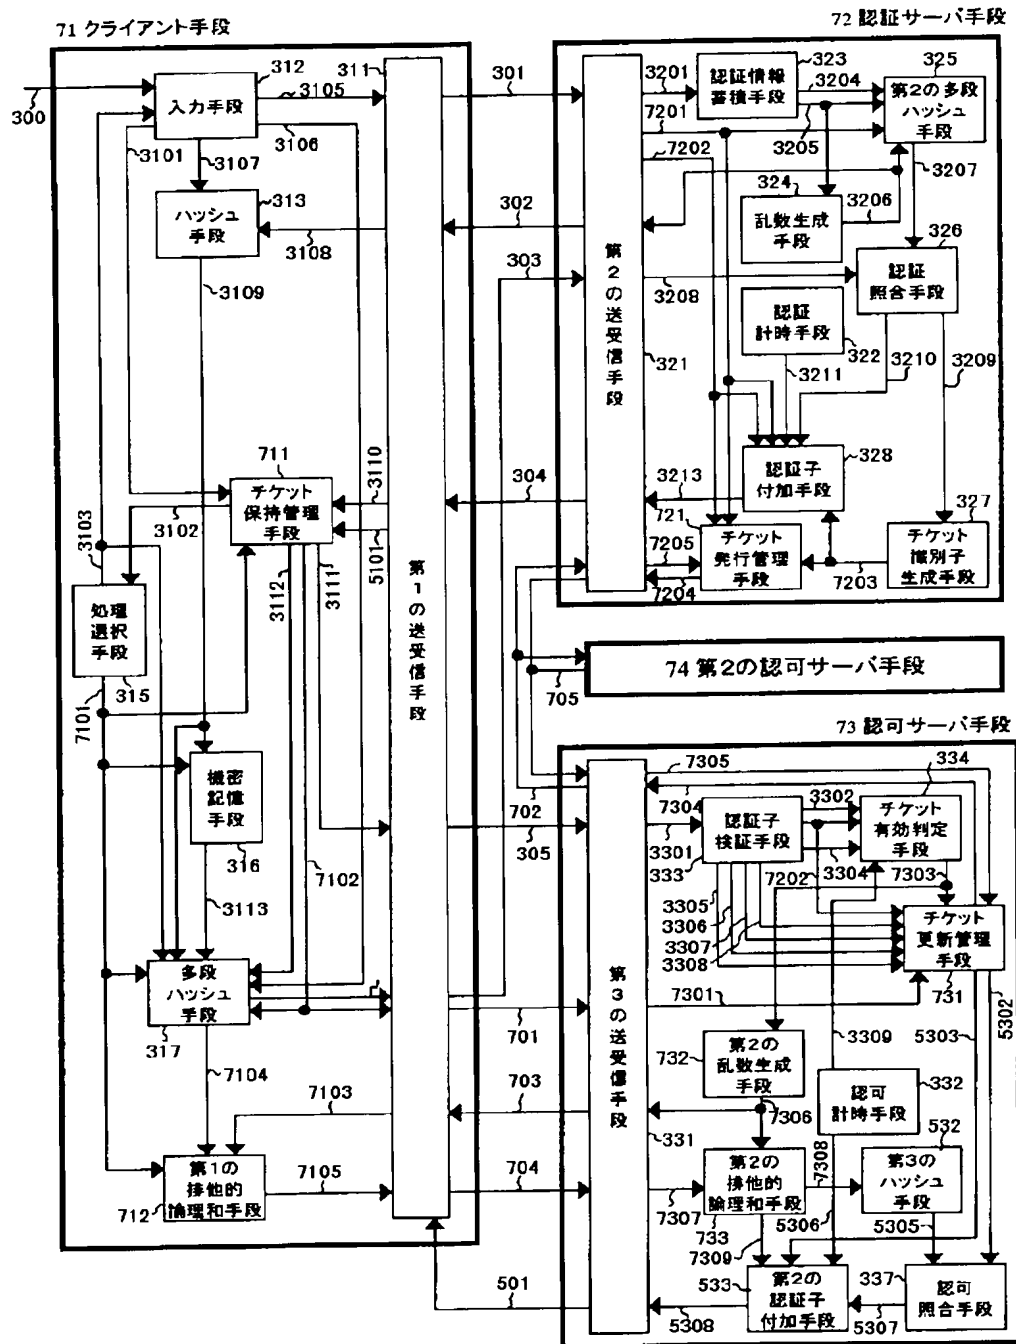 71 クライアント手段
300
312
入力手段
3105
3106
3101
3107
313
ハッシュ
手段
3108
3109
311
第1の送受信手段
711
チケット
保持管理
手段
3110
5101
3103
3102
3112
3111
処理
選択
手段
315
7101
機密
記憶
手段
316
3113
7102
多段
ハッシュ
手段
317
7104
7103
第1の
排他的
論理和手段
712
7105
301
302
303
304
702
305
701
703
704
501
705
72 認証サーバ手段
第2の送受信手段
321
3201
7201
7202
323
認証情報
蓄積手段
3204
3205
325
第2の多段
ハッシュ
手段
3207
324
乱数生成
手段
3206
3208
326
認証
照合手段
認証
計時手段
322
3211
3210
3209
認証子
付加手段
328
3213
721
チケット
発行管理
手段
7205
7204
7203
327
チケット
識別子
生成手段
74 第2の認可サーバ手段
73 認可サーバ手段
第3の送受信手段
331
7305
7304
3301
認証子
検証手段
333
3302
3304
334
チケット
有効判定
手段
7202
7303
3305
3306
3307
3308
チケット
更新管理
手段
731
7301
3309
5303
5302
732
第2の
乱数生成
手段
7306
認可
計時手段
332
7307
第2の
排他的
論理和手段
733
7308
532
第3の
ハッシュ
手段
7309
5306
5305
533
第2の
認証子
付加手段
5308
5307
337
認可
照合手段